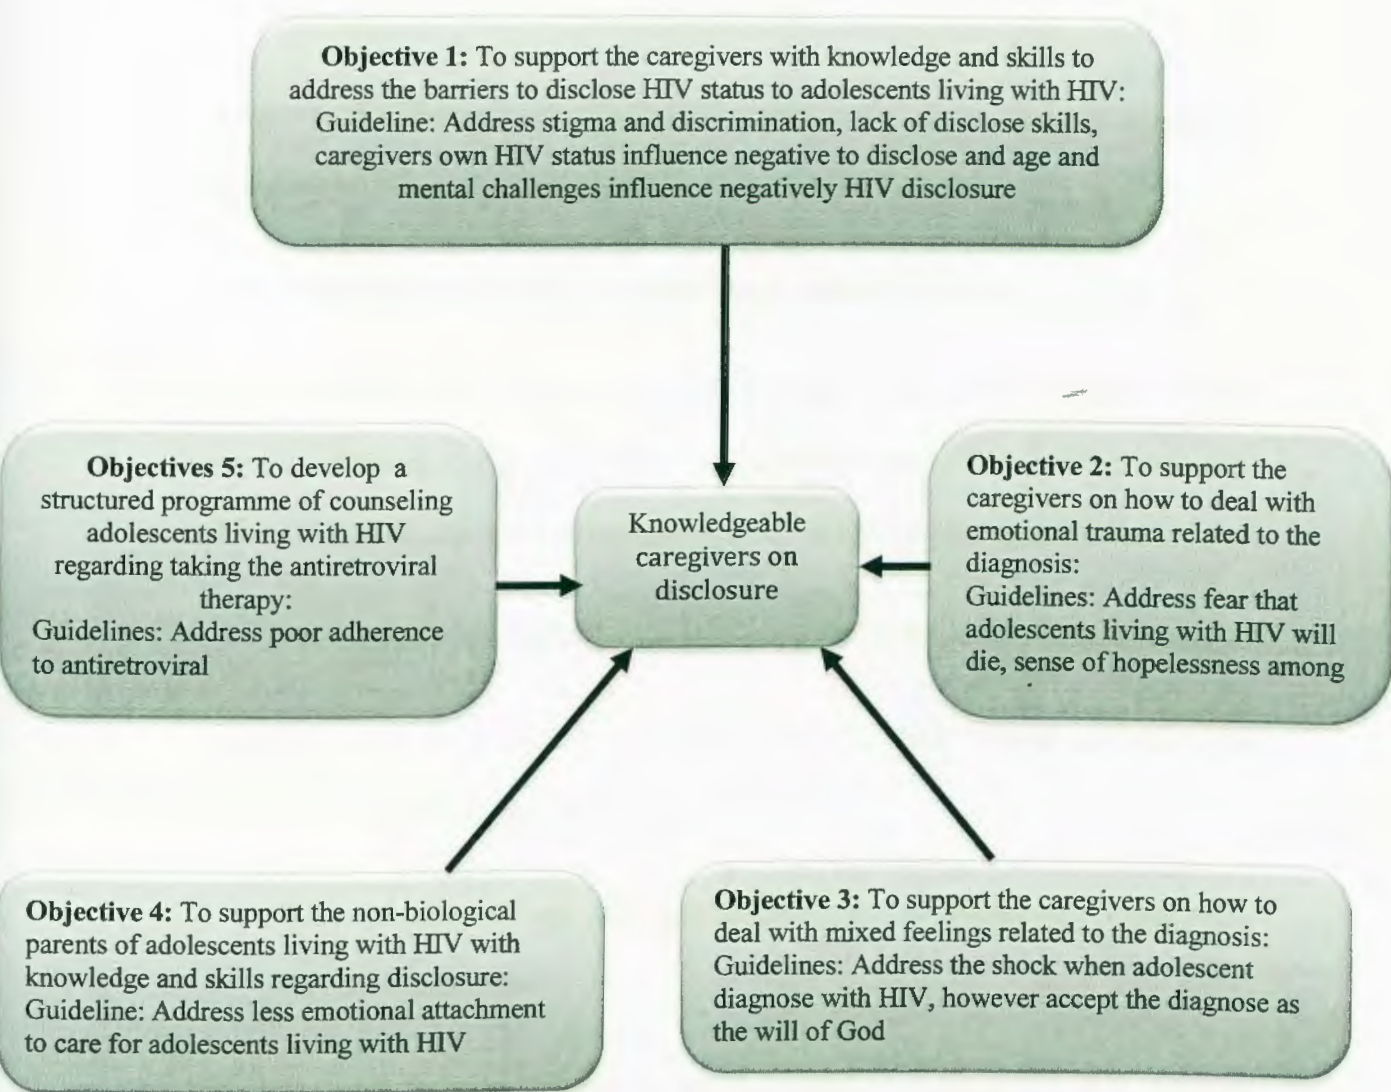 Objective 1: To support the caregivers with knowledge and skills to
address the barriers to disclose HIV status to adolescents living with HIV:
Guideline: Address stigma and discrimination, lack of disclose skills,
caregivers own HIV status influence negative to disclose and age and
mental challenges influence negatively HIV disclosure
Objective 2: To support the
caregivers on how to deal with
emotional trauma related to the
diagnosis:
Guidelines: Address fear that
adolescents living with HIV will
die, sense of hopelessness among
Objectives 5: To develop a
structured programme of counseling
adolescents living with HIV
regarding taking the antiretroviral
therapy:
Guidelines: Address poor adherence
to antiretroviral
Knowledgeable
caregivers on
disclosure
Objective 4: To support the non-biological
parents of adolescents living with HIV with
knowledge and skills regarding disclosure:
Guideline: Address less emotional attachment
to care for adolescents living with HIV
Objective 3: To support the caregivers on how to
deal with mixed feelings related to the diagnosis:
Guidelines: Address the shock when adolescent
diagnose with HIV, however accept the diagnose as
the will of God